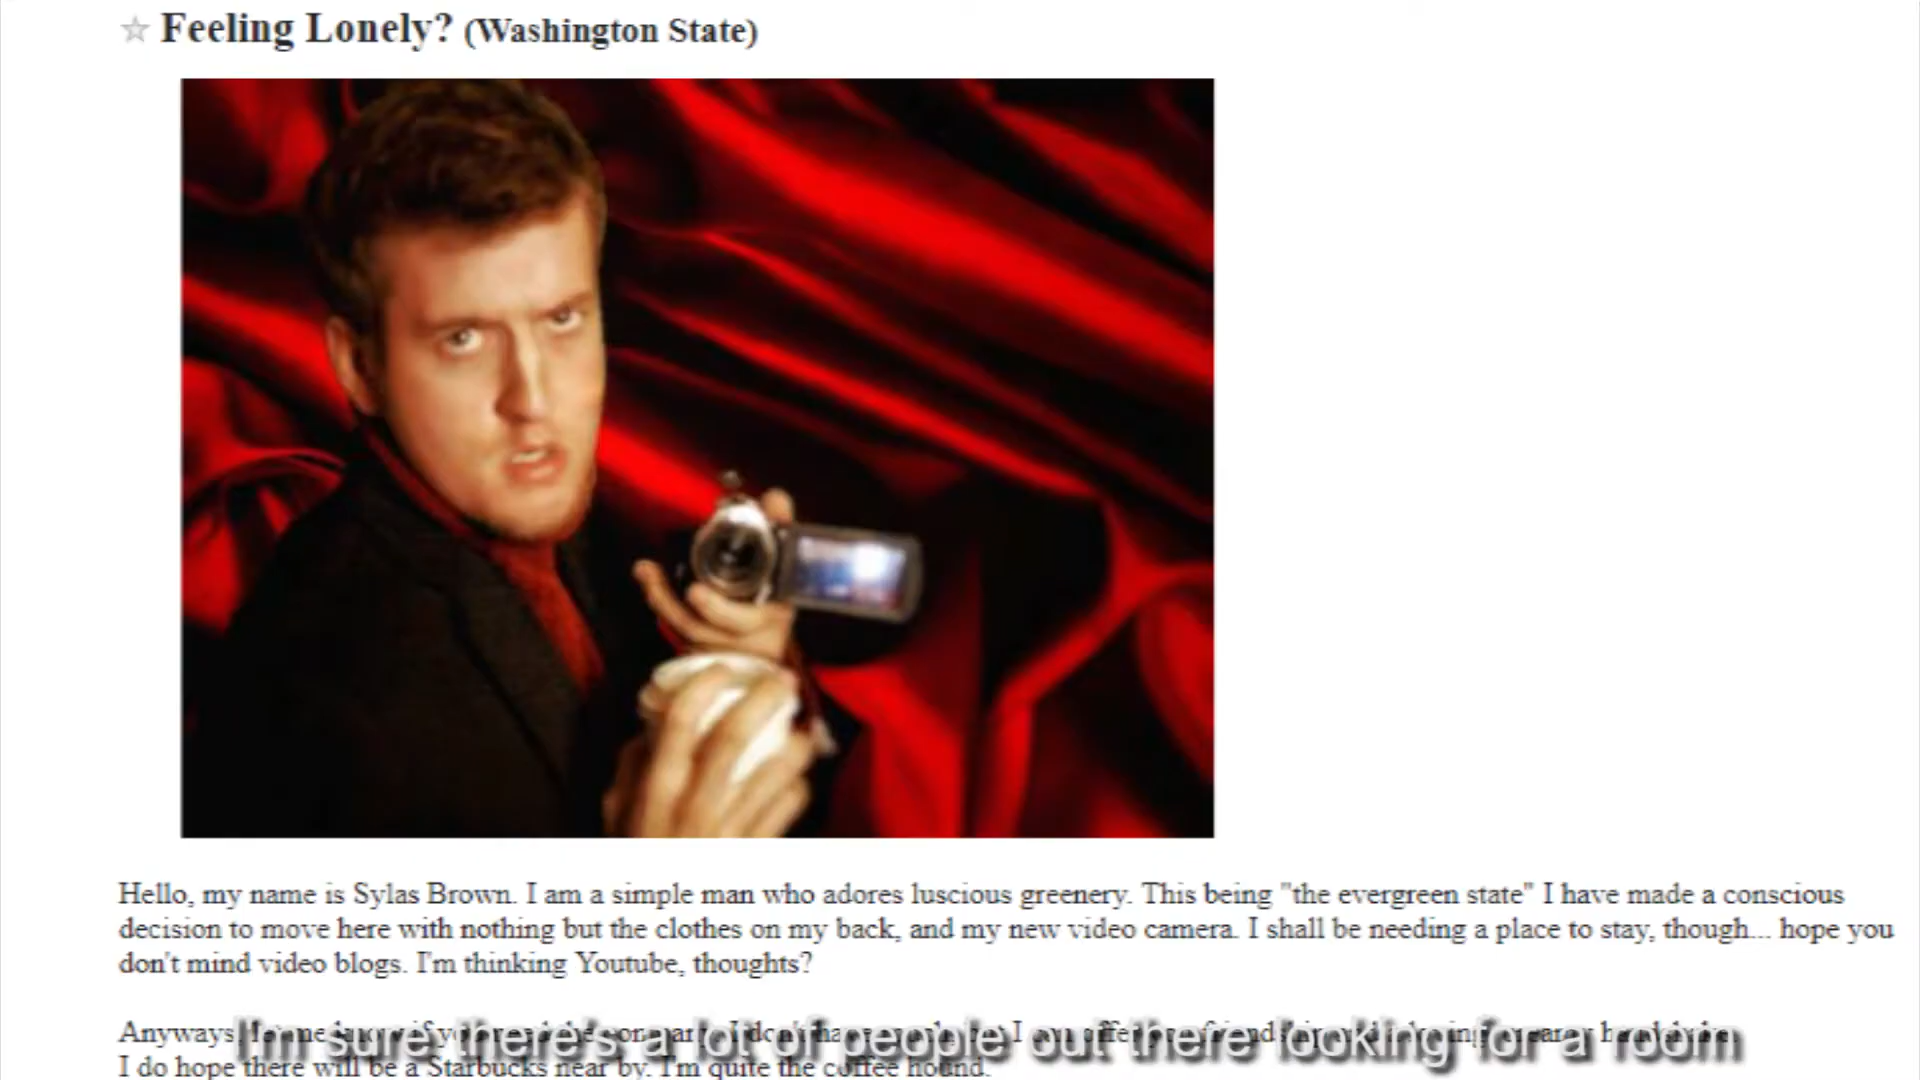 Feeling Lonely? (Washington State)
Hello, my name is Sylas Brown. I am a simple man who adores luscious greenery. This being "the evergreen state" I have made a conscious
decision to move here with nothing but the clothes on my back, and my new video camera. I shall be needing a place to stay, though... hope you
don't mind video blogs. I'm thinking Youtube, thoughts?
Anyways,
I'm sure there's a lot of people out there looking for a room
I do hope there will be a Starbucks near by. I'm quite the coffee hound.